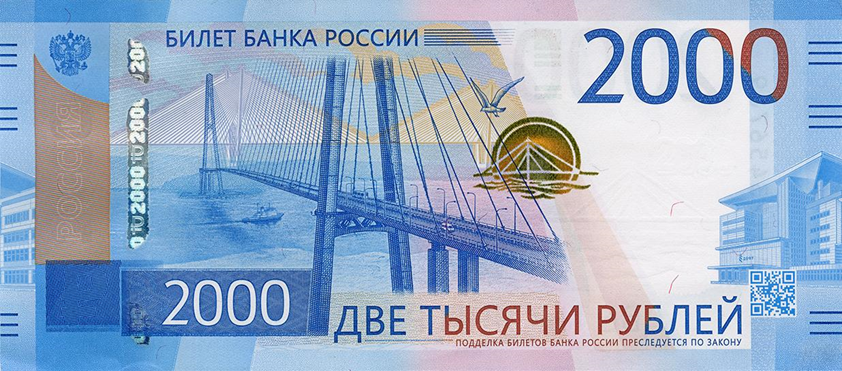 БИЛЕТ БАНКА РОССИИ
2000
РОССИЯ
2000
ДВЕ ТЫСЯЧИ РУБЛЕЙ
ПОДДЕЛКА БИЛЕТОВ БАНКА РОССИИ ПРЕСЛЕДУЕТСЯ ПО ЗАКОНУ